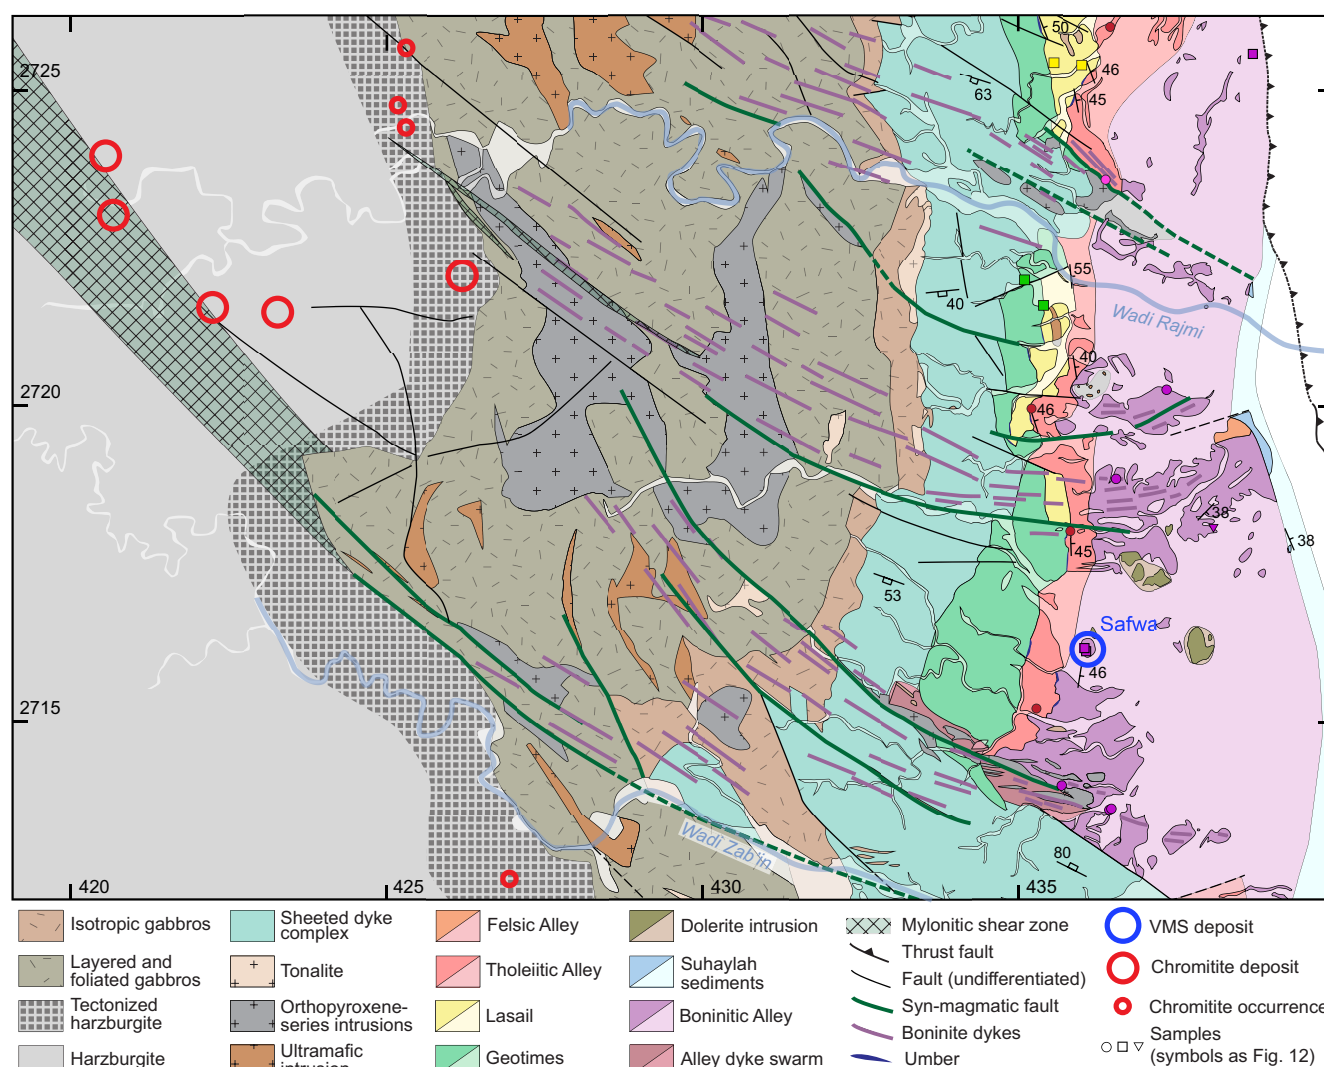 50
2725
46
63
45
55
Wadi Rajmi
40
40
2720
46
38
38
45
53
Safwa
46
2715
Wadi Zab'in
80
420
425
430
435
Isotropic gabbros
Sheeted dyke
complex
Felsic Alley
Dolerite intrusion
Mylonitic shear zone
VMS deposit
Layered and
foliated gabbros
Tonalite
Tholeiitic Alley
Suhaylah
sediments
Thrust fault
Fault (undifferentiated)
Chromitite deposit
Tectonized
harzburgite
Orthopyroxene-
series intrusions
Lasail
Boninitic Alley
Syn-magmatic fault
Chromitite occurrence
Boninite dykes
Harzburgite
Ultramafic
intrusion
Geotimes
Alley dyke swarm
Umber
Samples
(symbols as Fig. 12)